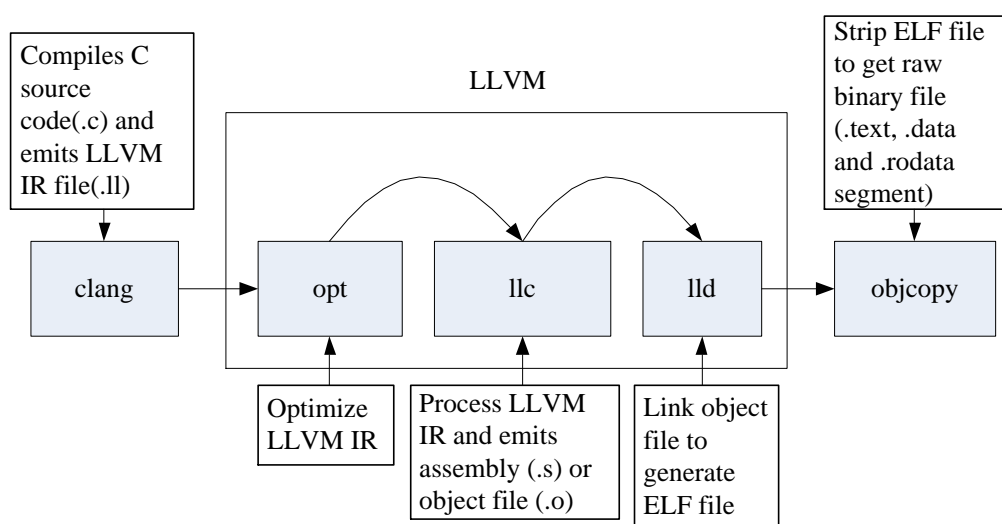 Compiles C
source
code(.c) and
emits LLVM
IR file(.ll)
LLVM
Strip ELF file
to get raw
binary file
(.text, .data
and .rodata
segment)
clang
opt
llc
lld
objcopy
Optimize
LLVM IR
Process LLVM
IR and emits
assembly (.s) or
object file (.o)
Link object
file to
generate
ELF file